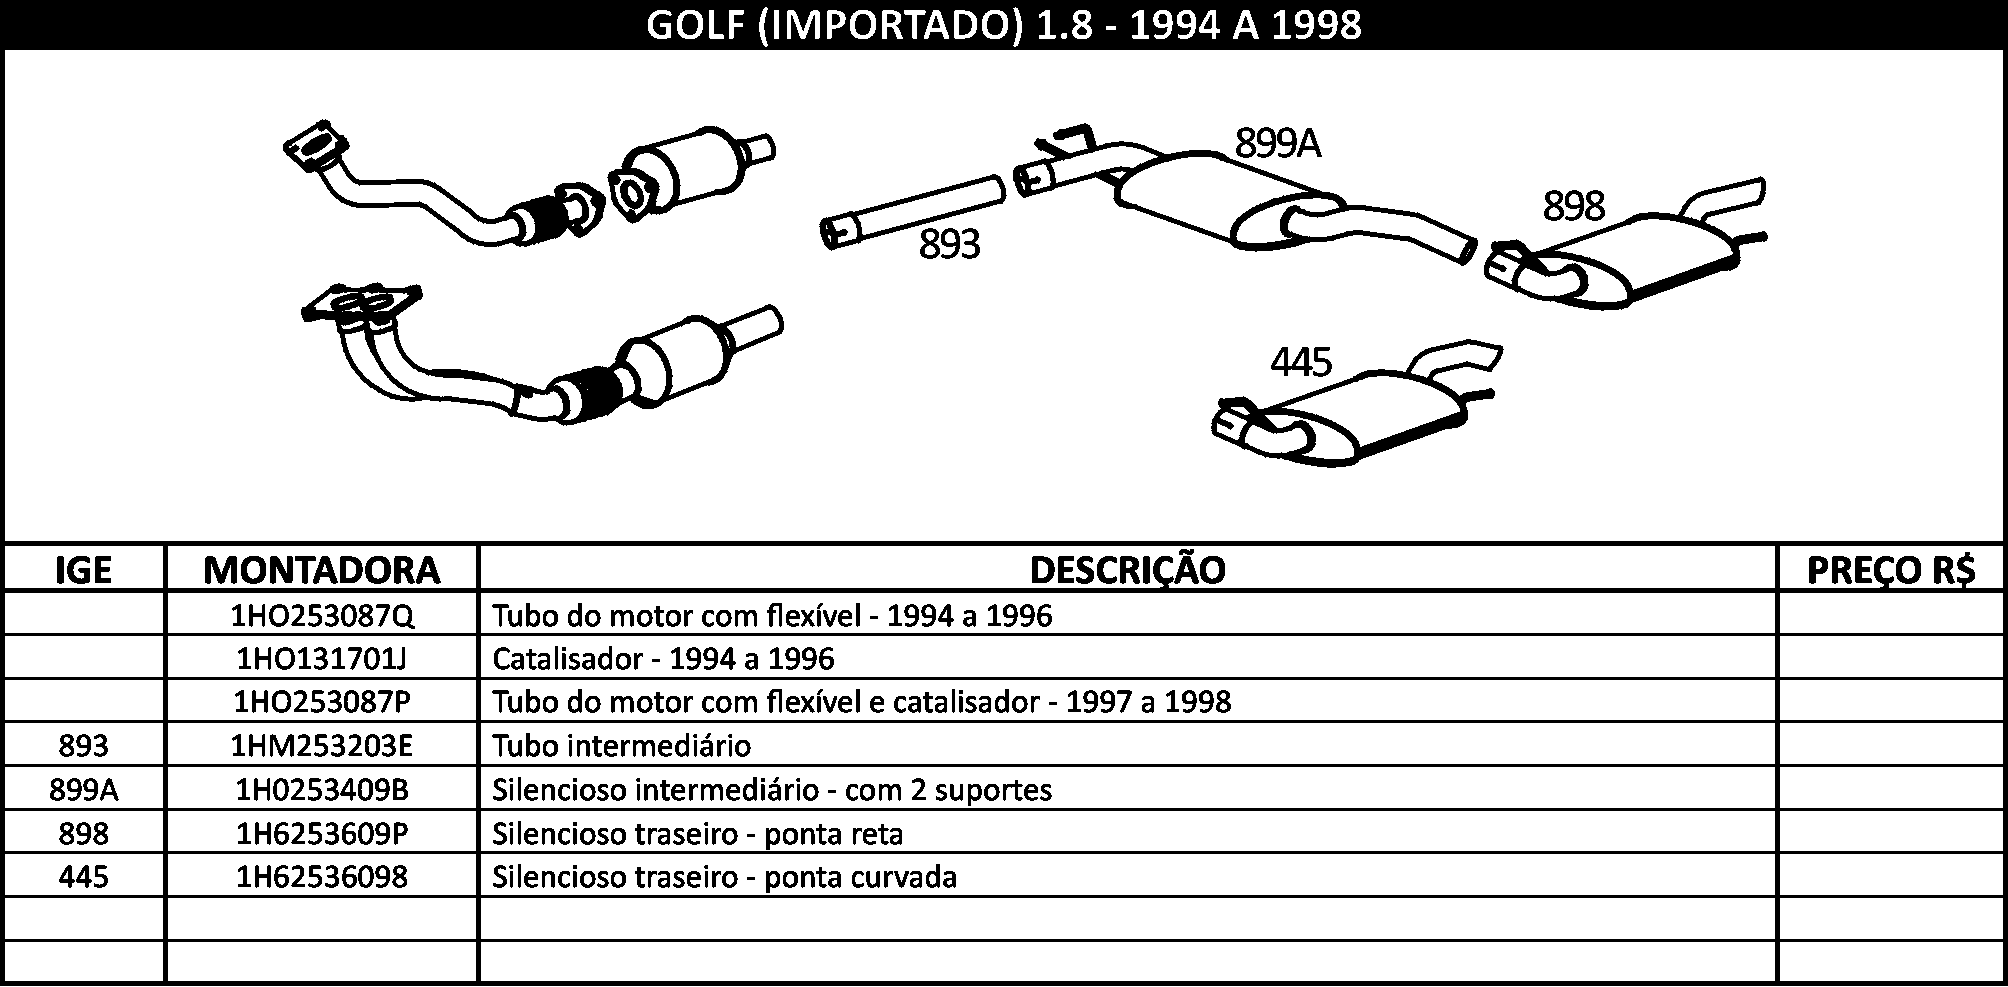 GOLF (IMPORTADO) 1.8 - 1994 A 1998
899A
898
893
445
IGE MONTADORA DESCRIÇÃO PREÇO R$
1HO253087Q Tubo do motor com flexível - 1994 a 1996
1HO131701J Catalisador - 1994 a 1996
1HO253087P Tubo do motor com flexível e catalisador - 1997 a 1998
893 1HM253203E Tubo intermediário
899A 1H0253409B Silencioso intermediário - com 2 suportes
898 1H6253609P Silencioso traseiro - ponta reta
445 1H62536098 Silencioso traseiro - ponta curvada